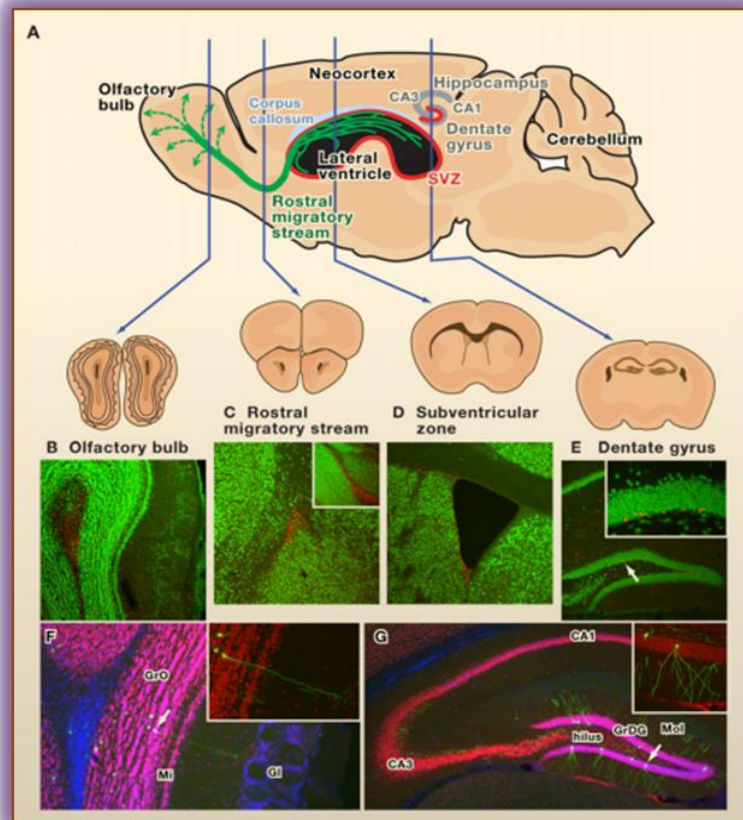 A
Olfactory
bulb
Neocortex
Corpus
callosum
Hippocampus
CA3
CA1
Dentate
gyrus
Cerebellum
Lateral
ventricle
SVZ
Rostral
migratory
stream
B Olfactory bulb
C Rostral
migratory stream
D Subventricular
zone
E Dentate gyrus
F
GrO
Mi
Gl
G
CA1
CA3
hilus
GrDG
Mol